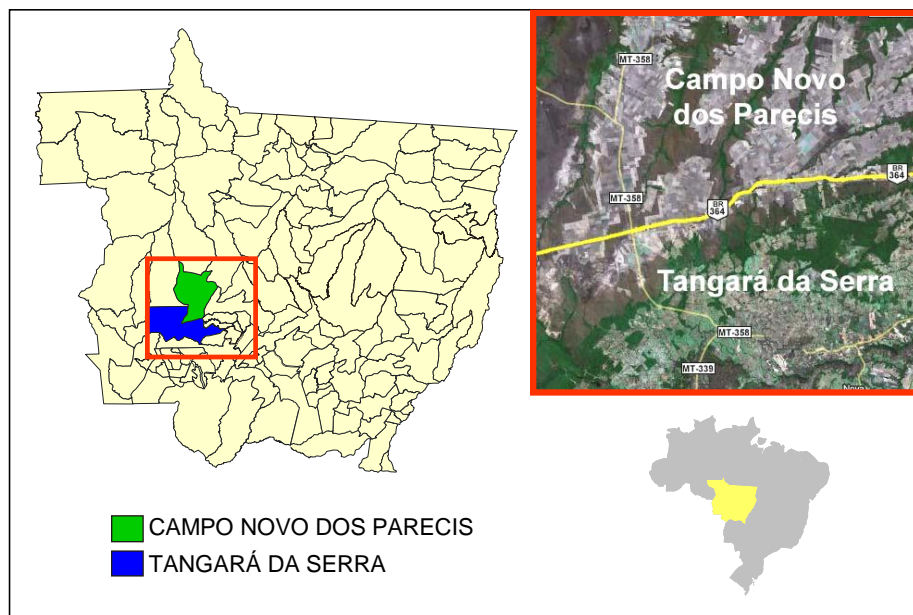 MT-358
Campo Novo
dos Parecis
MT-358
BR
364
BR
364
Tangará da Serra
MT-358
MT-339
Nova
CAMPO NOVO DOS PARECIS
TANGARÁ DA SERRA